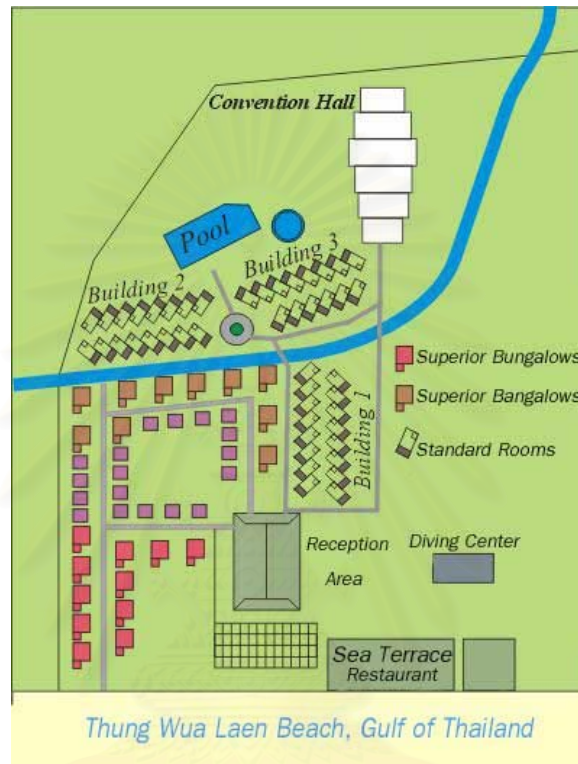 Convention Hall
Pool
Building 3
Building 2
Superior Bungalows
Superior Bangalows
Building 1
Standard Rooms
Reception
Area
Diving Center
Sea Terrace
Restaurant
Thung Wua Laen Beach, Gulf of Thailand